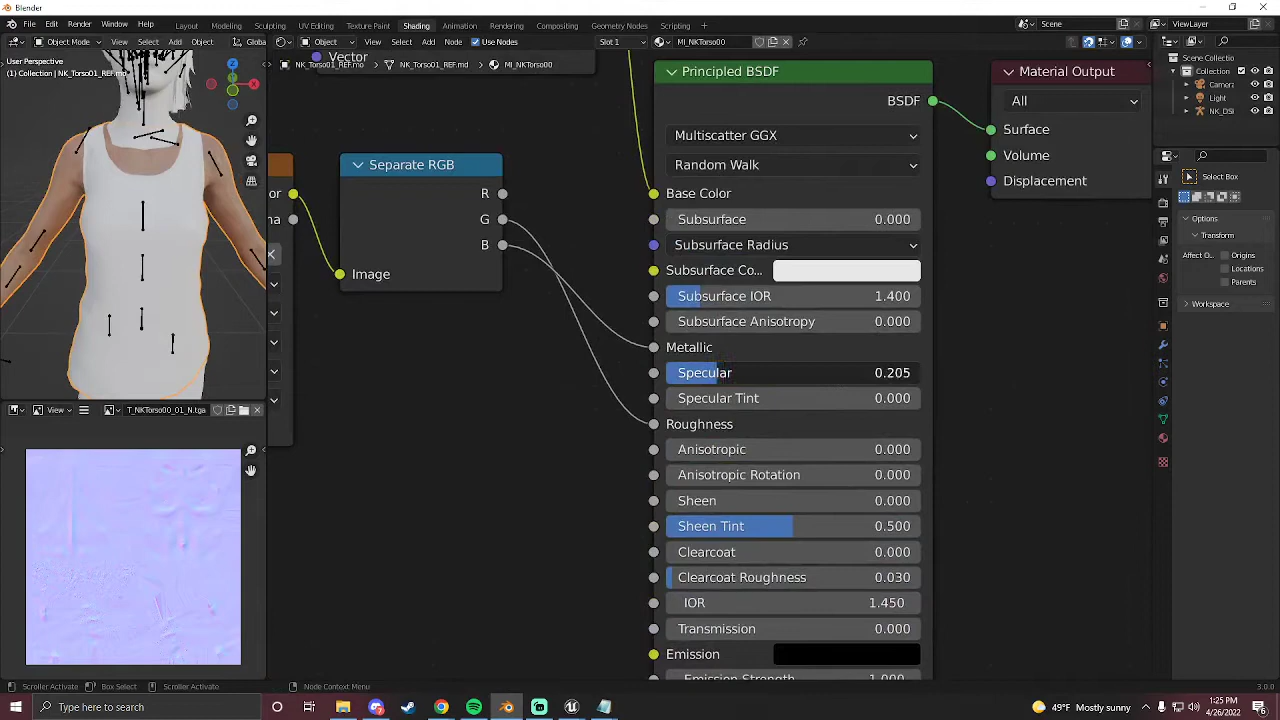 Blender
File Edit Render Window Help Layout Modeling Sculpting UV Editing Texture Paint Shading Animation Rendering Compositing Geometry Nodes Scripting + Scene ViewLayer
Object Mode View Select Add Object Globa Object View Select Add Node Use Nodes Slot 1 MI_NKTorso00
User Perspective
(1) Collection | NK_Torso01_REF.mo
Vector
NK_Torso01_REF.mo NK_Torso01_REF.mo MI_NKTorso00
Z
X
Scene Collectio
Collection
Camera
Light
NK_DSI
Principled BSDF
BSDF
Multiscatter GGX
Random Walk
Base Color
Subsurface 0.000
Subsurface Radius
Subsurface Co...
Subsurface IOR 1.400
Subsurface Anisotropy 0.000
Metallic
Specular 0.205
Specular Tint 0.000
Roughness
Anisotropic 0.000
Anisotropic Rotation 0.000
Sheen 0.000
Sheen Tint 0.500
Clearcoat 0.000
Clearcoat Roughness 0.030
IOR 1.450
Transmission 0.000
Emission
Emission Strength 1.000
Material Output
All
Surface
Volume
Displacement
Separate RGB
R
G
B
Image
or
na
Select Box
Options
Transform
Affect O... Origins
Locations
Parents
Workspace
View T_NKTorso00_01_N.tga
Scroller Activate Box Select Scroller Activate Node Context Menu 3.0.0
Type here to search
49°F Mostly sunny
1:25 PM
4/26/2022